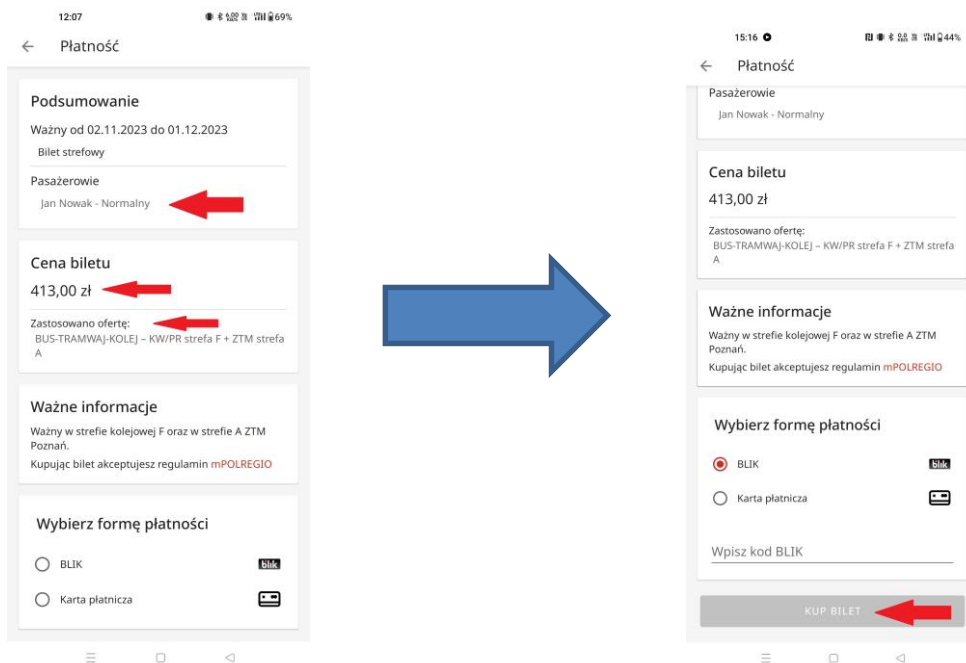 12:07
69%
Płatność
Podsumowanie
Ważny od 02.11.2023 do 01.12.2023
Bilet strefowy
Pasażerowie
Jan Nowak - Normalny
Cena biletu
413,00 zł
Zastosowano ofertę:
BUS-TRAMWAJ-KOLEJ – KW/PR strefa F + ZTM strefa
A
Ważne informacje
Ważny w strefie kolejowej F oraz w strefie A ZTM
Poznań.
Kupując bilet akceptujesz regulamin mPOLREGIO
Wybierz formę płatności
BLIK blik
Karta płatnicza
15:16
44%
Płatność
Pasażerowie
Jan Nowak - Normalny
Cena biletu
413,00 zł
Zastosowano ofertę:
BUS-TRAMWAJ-KOLEJ – KW/PR strefa F + ZTM strefa
A
Ważne informacje
Ważny w strefie kolejowej F oraz w strefie A ZTM
Poznań.
Kupując bilet akceptujesz regulamin mPOLREGIO
Wybierz formę płatności
BLIK blik
Karta płatnicza
Wpisz kod BLIK
KUP BILET